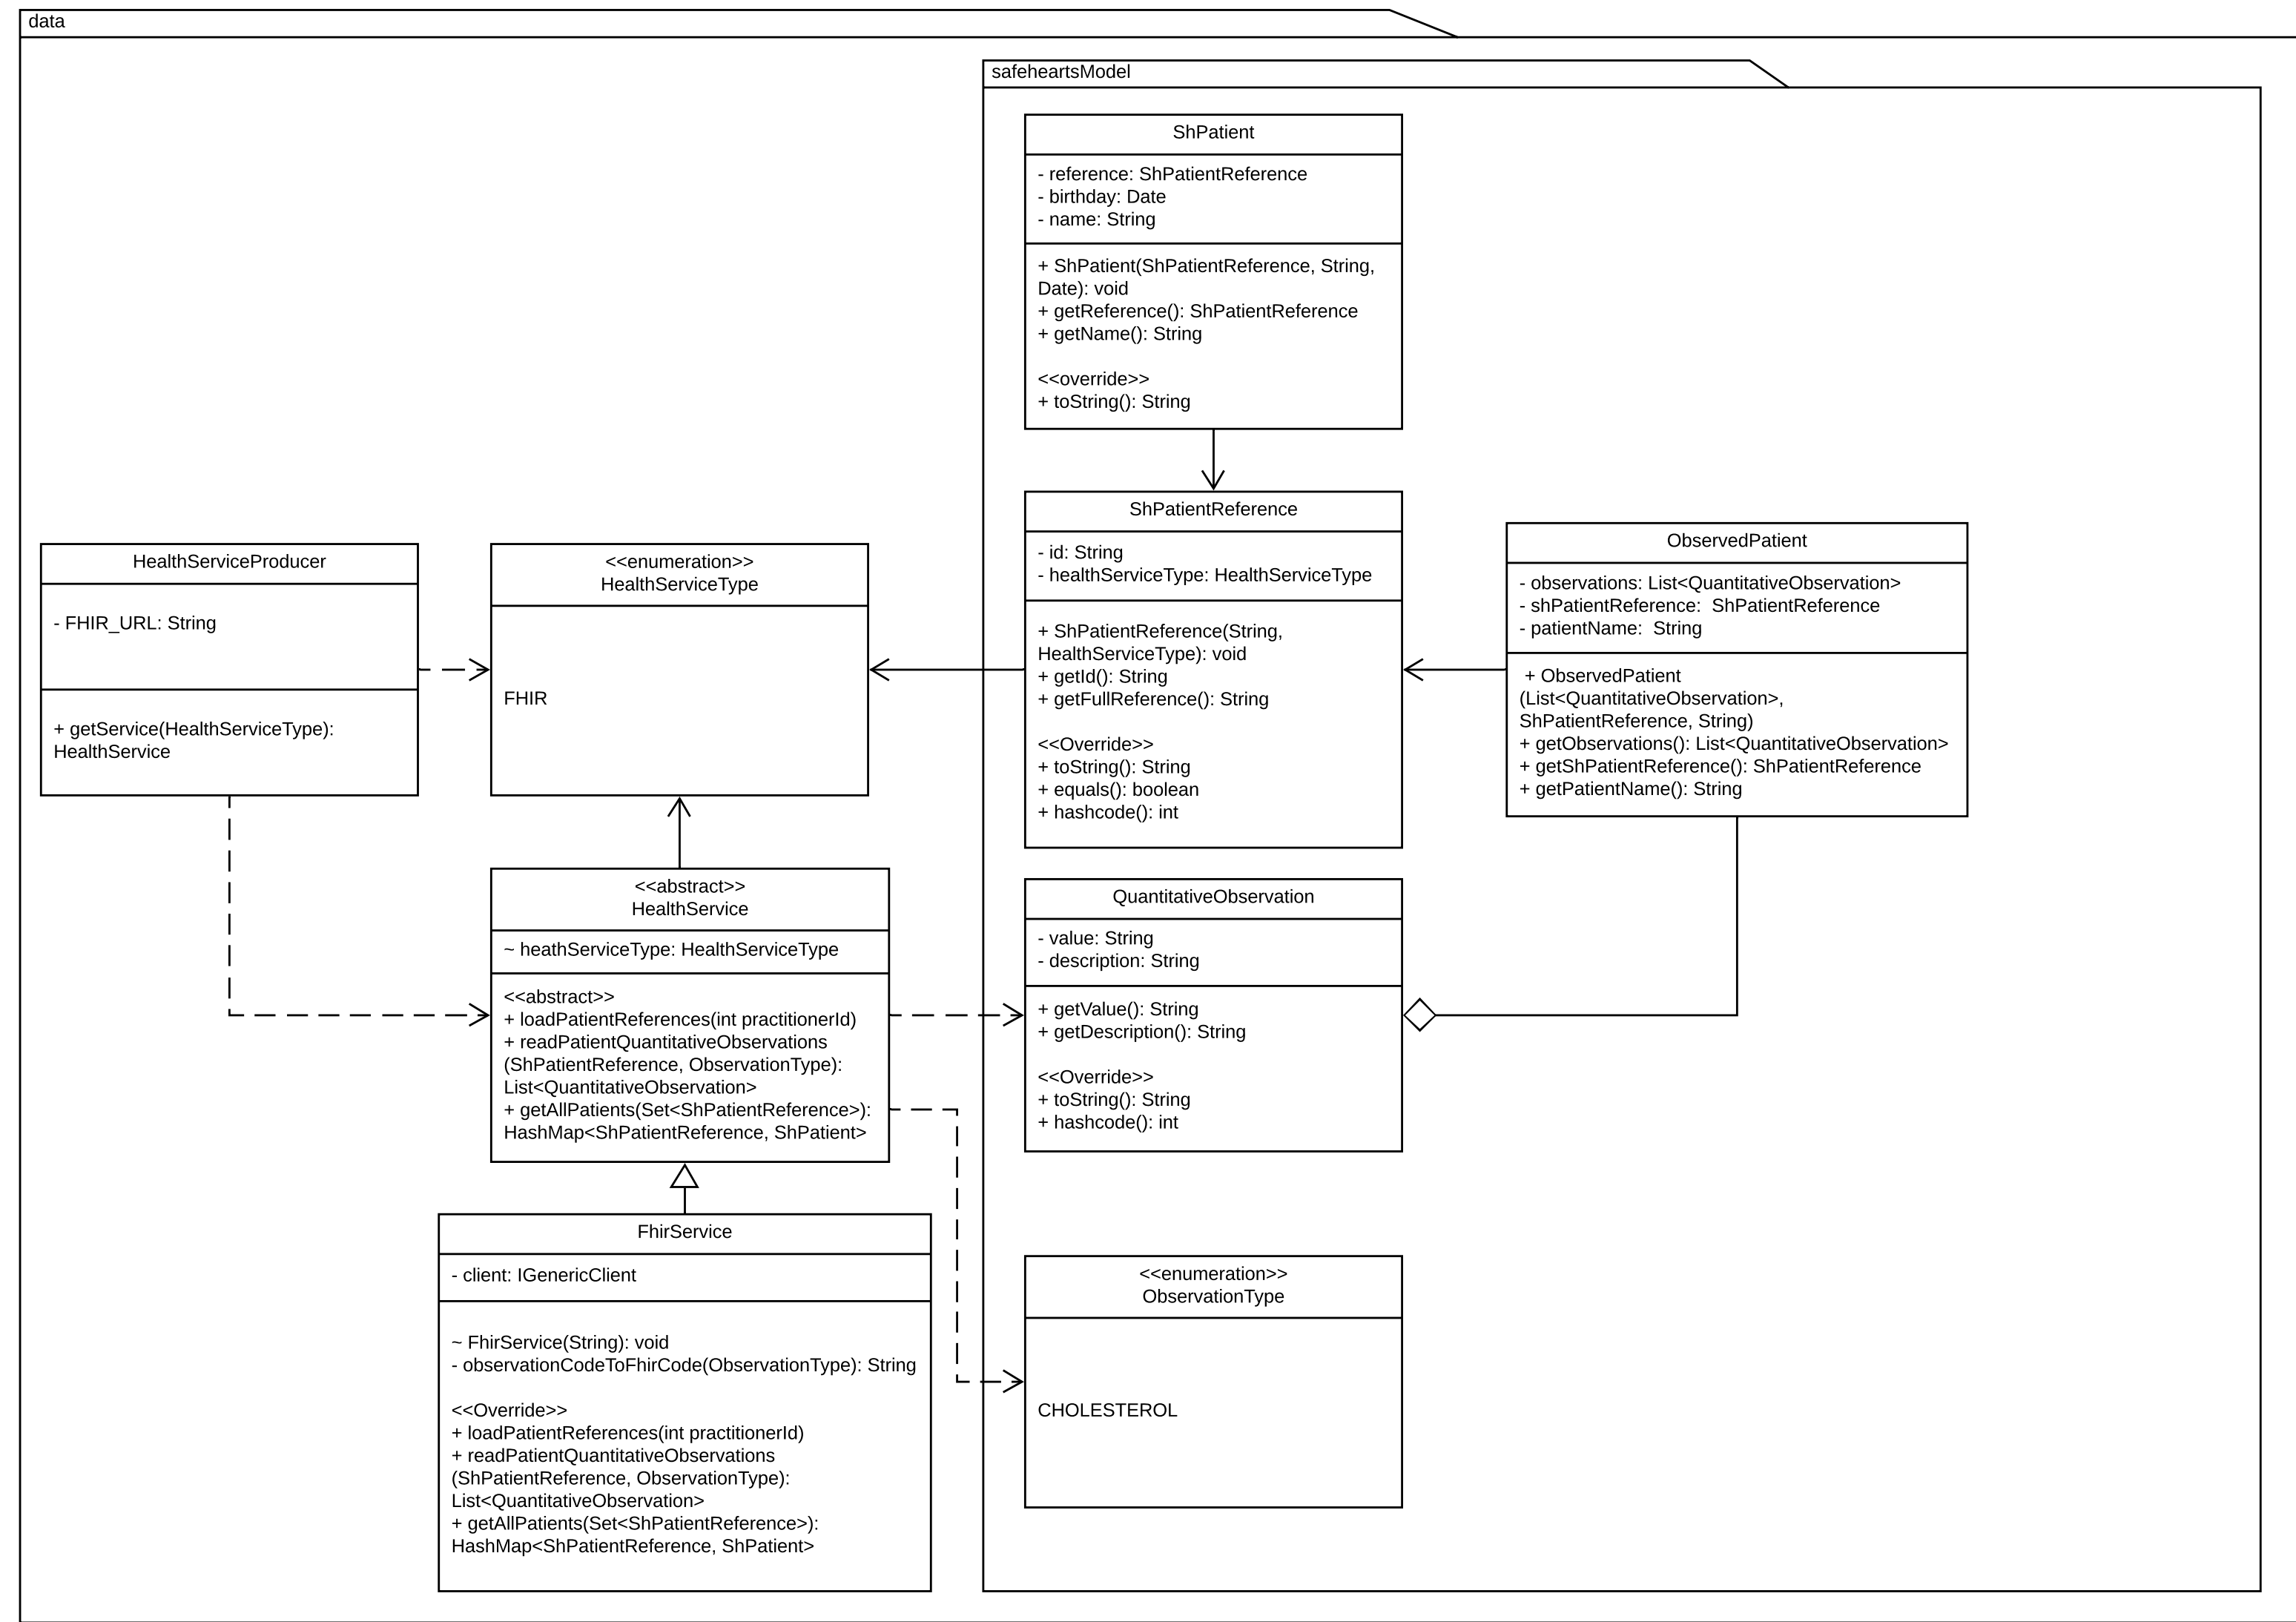 data
safeheartsModel
ShPatient
- reference: ShPatientReference
- birthday: Date
- name: String
+ ShPatient(ShPatientReference, String,
Date): void
+ getReference(): ShPatientReference
+ getName(): String
<<override>>
+ toString(): String
HealthServiceProducer
- FHIR_URL: String
+ getService(HealthServiceType):
HealthService
<<enumeration>>
HealthServiceType
FHIR
ShPatientReference
- id: String
- healthServiceType: HealthServiceType
+ ShPatientReference(String,
HealthServiceType): void
+ getId(): String
+ getFullReference(): String
<<Override>>
+ toString(): String
+ equals(): boolean
+ hashcode(): int
ObservedPatient
- observations: List<QuantitativeObservation>
- shPatientReference:  ShPatientReference
- patientName:  String
+ ObservedPatient
(List<QuantitativeObservation>,
ShPatientReference, String)
+ getObservations(): List<QuantitativeObservation>
+ getShPatientReference(): ShPatientReference
+ getPatientName(): String
<<abstract>>
HealthService
~ heathServiceType: HealthServiceType
<<abstract>>
+ loadPatientReferences(int practitionerId)
+ readPatientQuantitativeObservations
(ShPatientReference, ObservationType):
List<QuantitativeObservation>
+ getAllPatients(Set<ShPatientReference>):
HashMap<ShPatientReference, ShPatient>
QuantitativeObservation
- value: String
- description: String
+ getValue(): String
+ getDescription(): String
<<Override>>
+ toString(): String
+ hashcode(): int
FhirService
- client: IGenericClient
~ FhirService(String): void
- observationCodeToFhirCode(ObservationType): String
<<Override>>
+ loadPatientReferences(int practitionerId)
+ readPatientQuantitativeObservations
(ShPatientReference, ObservationType):
List<QuantitativeObservation>
+ getAllPatients(Set<ShPatientReference>):
HashMap<ShPatientReference, ShPatient>
<<enumeration>>
ObservationType
CHOLESTEROL